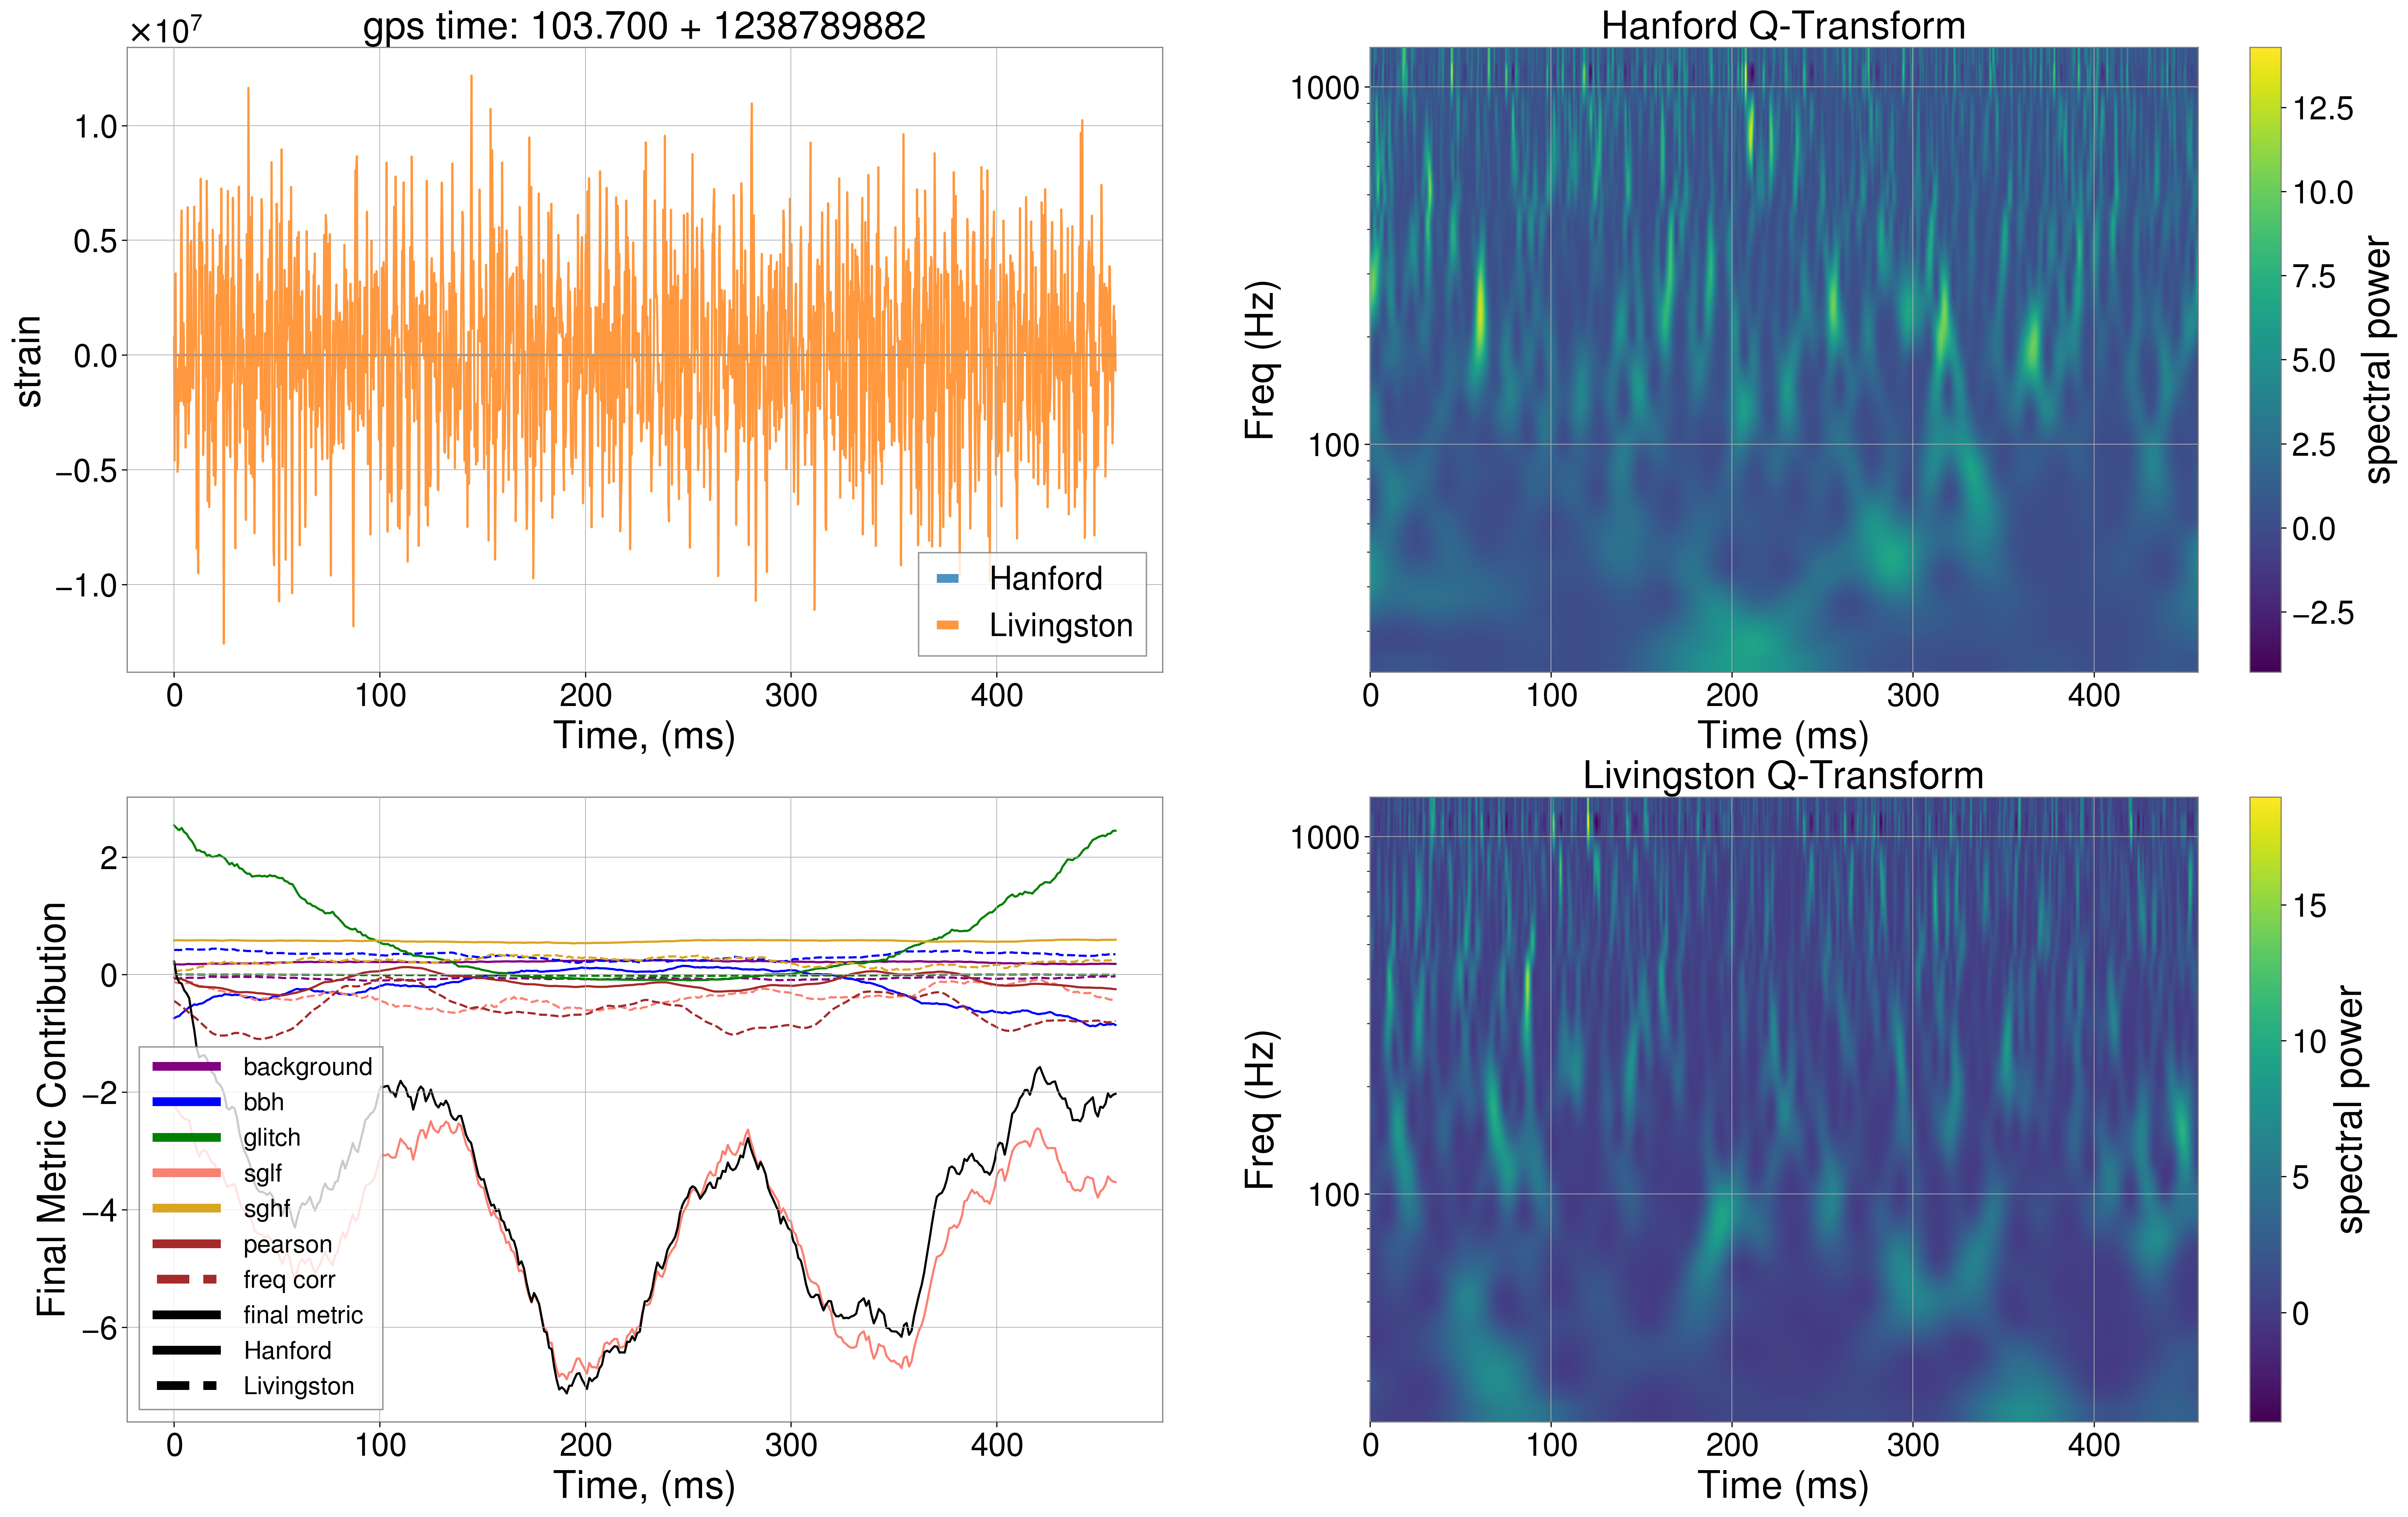 gps time: 103.700 + 1238789882
×10⁷
1.0
0.5
0.0
−0.5
−1.0
strain
0 100 200 300 400
Time, (ms)
Hanford
Livingston
Hanford Q-Transform
1000
100
Freq (Hz)
0 100 200 300 400
Time (ms)
12.5
10.0
7.5
5.0
2.5
0.0
−2.5
spectral power
2
0
−2
−4
−6
Final Metric Contribution
0 100 200 300 400
Time, (ms)
background
bbh
glitch
sglf
sghf
pearson
freq corr
final metric
Hanford
Livingston
Livingston Q-Transform
1000
100
Freq (Hz)
0 100 200 300 400
Time (ms)
15
10
5
0
spectral power